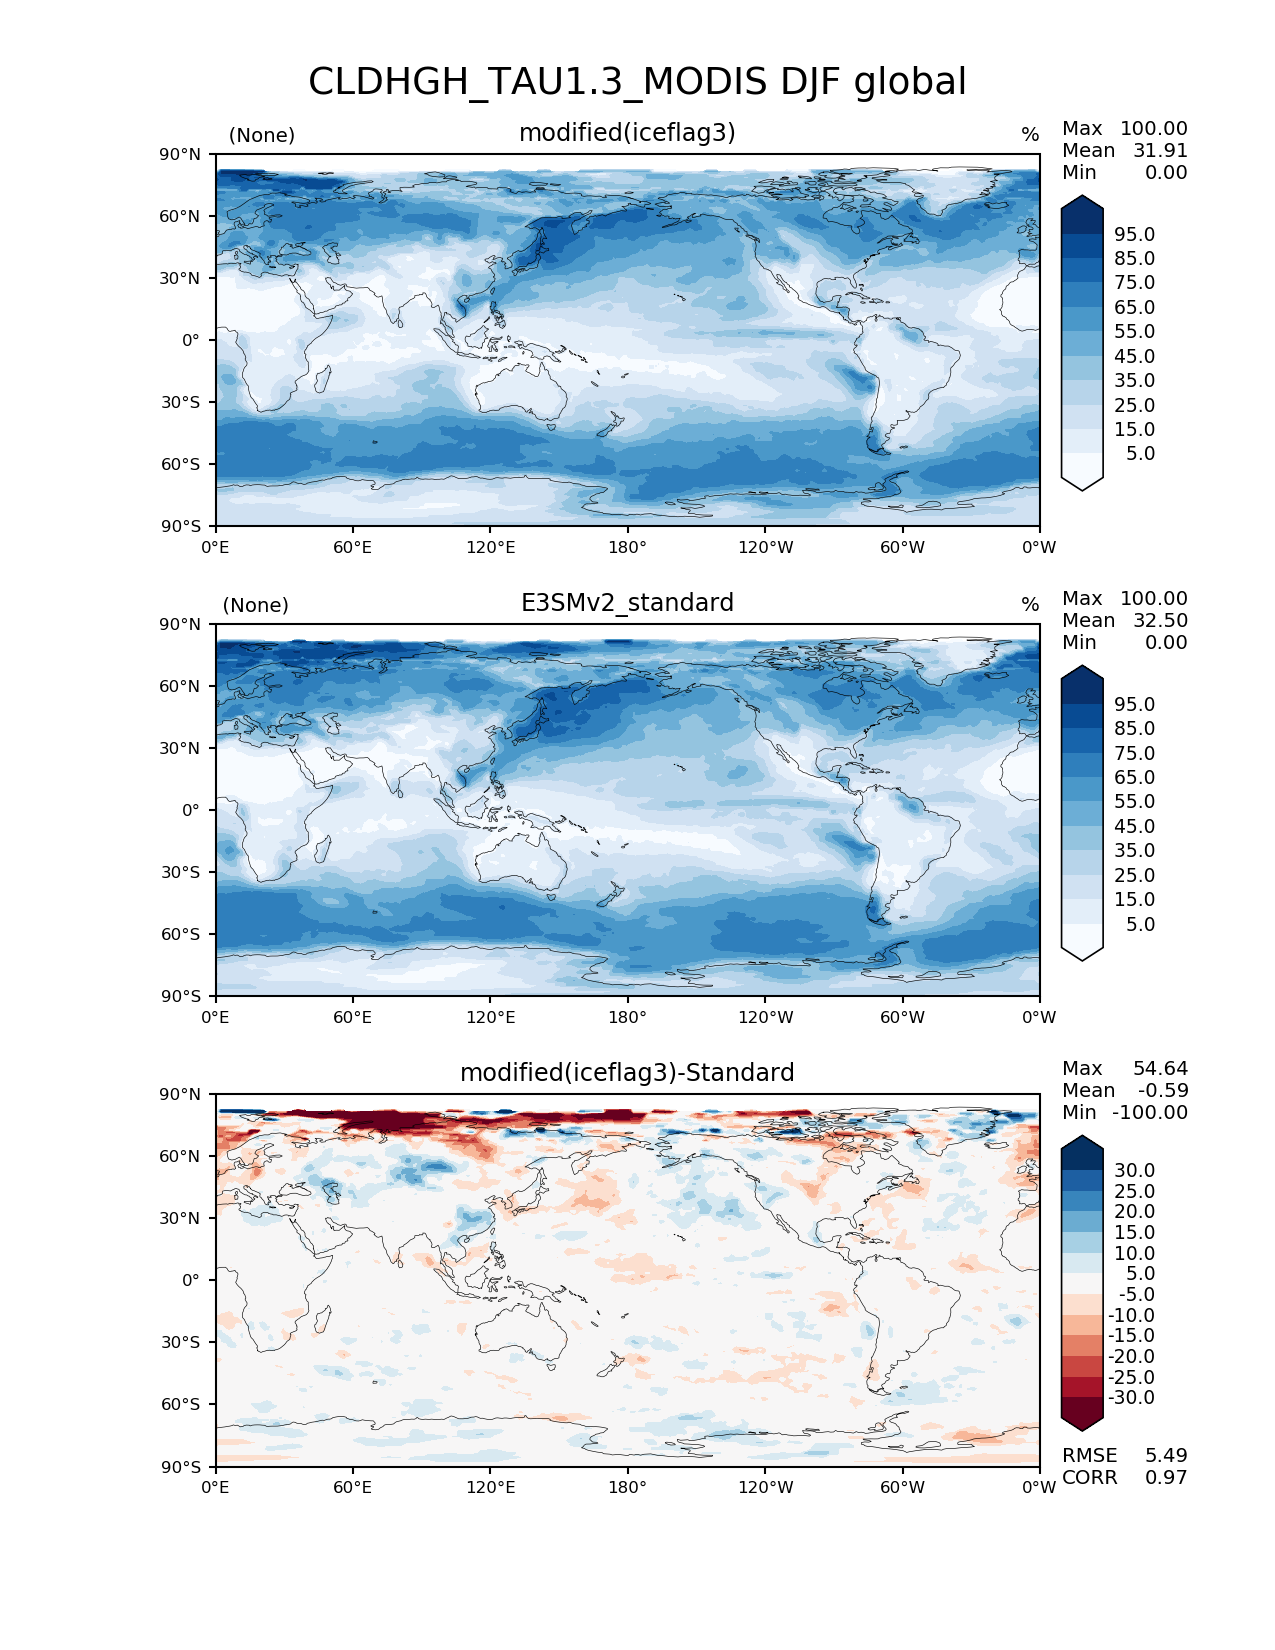 CLDHGH_TAU1.3_MODIS DJF global
(None) modified(iceflag3) %
Max 100.00
Mean 31.91
Min 0.00
90°N
60°N
30°N
0°
30°S
60°S
90°S
0°E 60°E 120°E 180° 120°W 60°W 0°W
95.0
85.0
75.0
65.0
55.0
45.0
35.0
25.0
15.0
5.0
(None) E3SMv2_standard %
Max 100.00
Mean 32.50
Min 0.00
90°N
60°N
30°N
0°
30°S
60°S
90°S
0°E 60°E 120°E 180° 120°W 60°W 0°W
95.0
85.0
75.0
65.0
55.0
45.0
35.0
25.0
15.0
5.0
modified(iceflag3)-Standard
Max 54.64
Mean -0.59
Min -100.00
90°N
60°N
30°N
0°
30°S
60°S
90°S
0°E 60°E 120°E 180° 120°W 60°W 0°W
30.0
25.0
20.0
15.0
10.0
5.0
-5.0
-10.0
-15.0
-20.0
-25.0
-30.0
RMSE 5.49
CORR 0.97